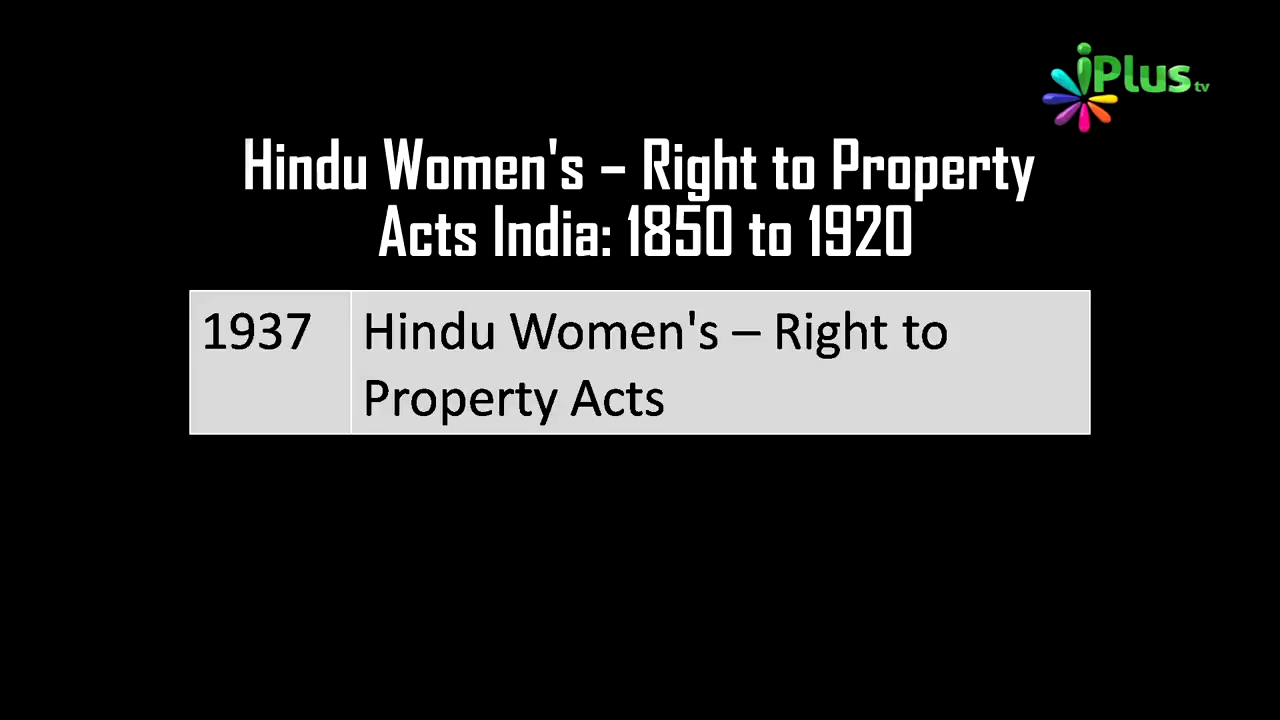 iPlus tv
Hindu Women's – Right to Property
Acts India: 1850 to 1920
1937 Hindu Women's – Right to
Property Acts